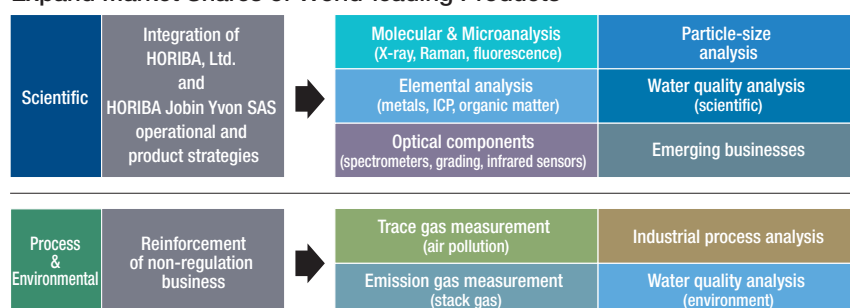 Expand Market Shares of World-leading Products
Scientific
Integration of
HORIBA, Ltd.
and
HORIBA Jobin Yvon SAS
operational and
product strategies
Molecular & Microanalysis
(X-ray, Raman, fluorescence)
Particle-size
analysis
Elemental analysis
(metals, ICP, organic matter)
Water quality analysis
(scientific)
Optical components
(spectrometers, grading, infrared sensors)
Emerging businesses
Process
&
Environmental
Reinforcement
of non-regulation
business
Trace gas measurement
(air pollution)
Industrial process analysis
Emission gas measurement
(stack gas)
Water quality analysis
(environment)